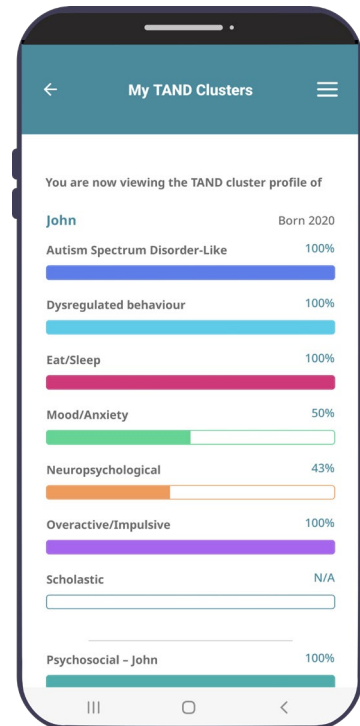 My TAND Clusters
You are now viewing the TAND cluster profile of
John Born 2020
Autism Spectrum Disorder-Like 100%
Dysregulated behaviour 100%
Eat/Sleep 100%
Mood/Anxiety 50%
Neuropsychological 43%
Overactive/Impulsive 100%
Scholastic N/A
Psychosocial – John 100%